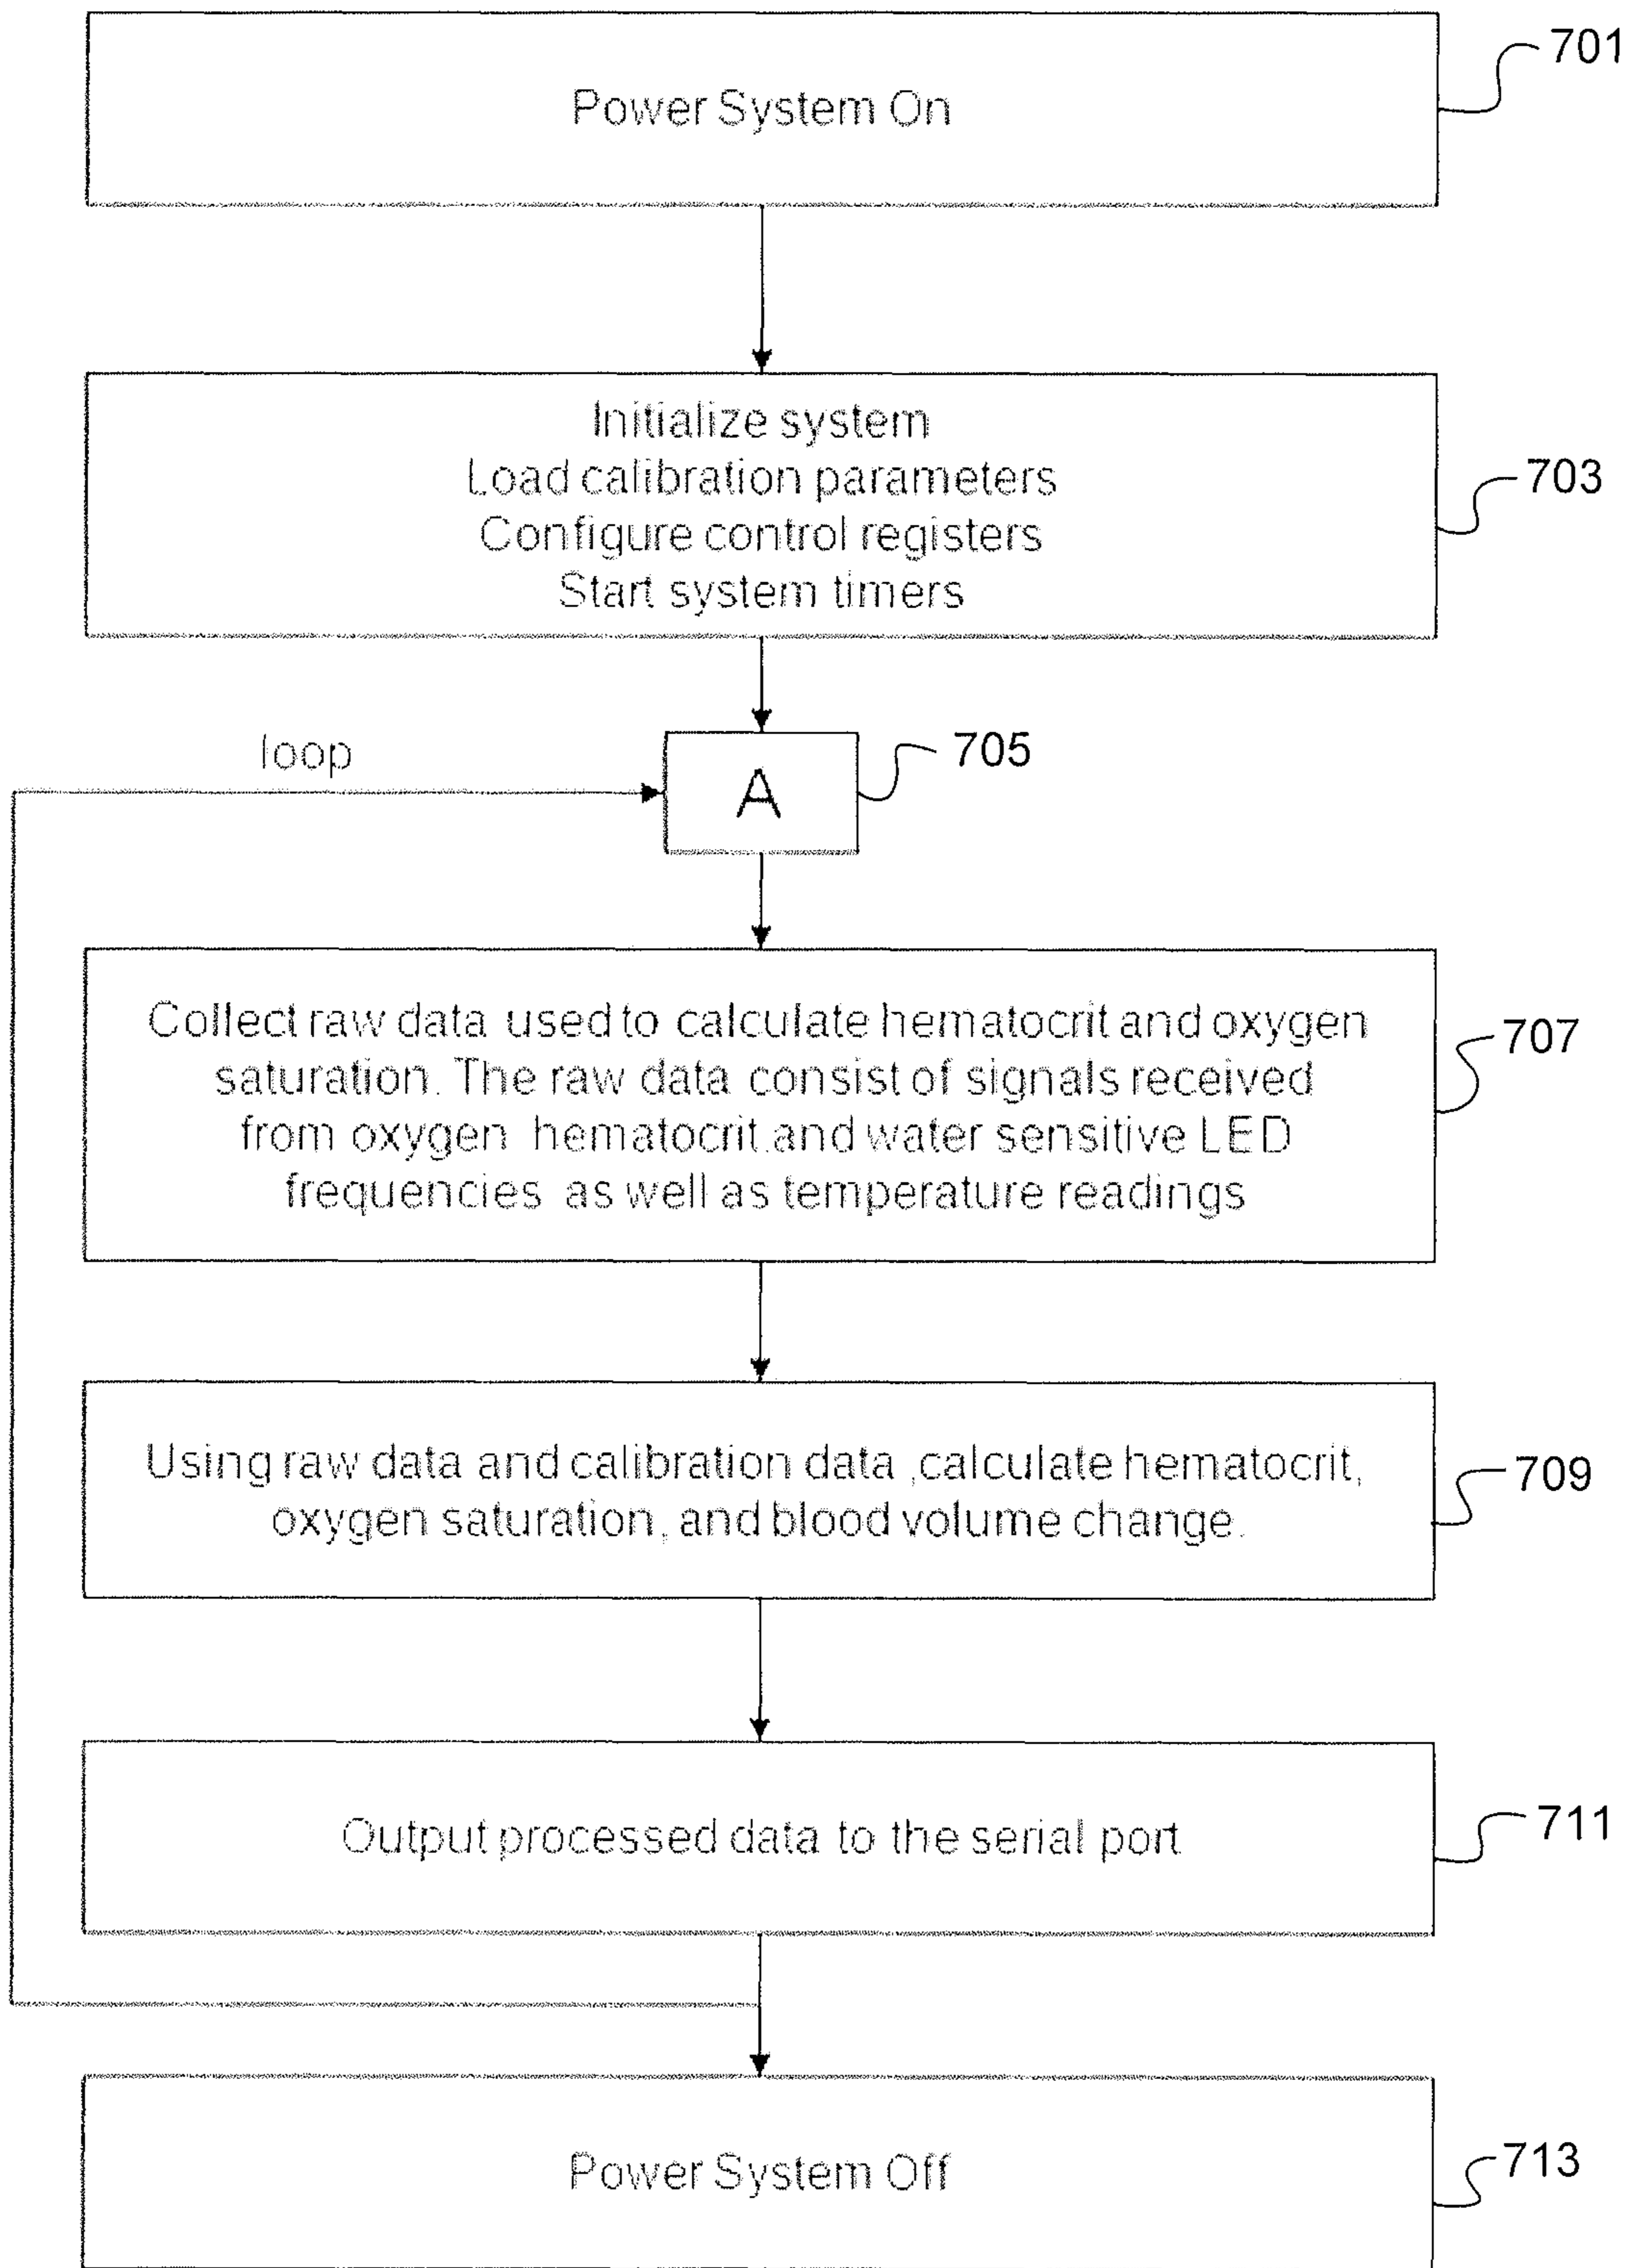 Power System On
701
Initialize system
Load calibration parameters
Configure control registers
Start system timers
703
loop
A
705
Collect raw data used to calculate hematocrit and oxygen
saturation. The raw data consist of signals received
from oxygen hematocrit and water sensitive LED
frequencies as well as temperature readings
707
Using raw data and calibration data ,calculate hematocrit,
oxygen saturation, and blood volume change.
709
Output processed data to the serial port
711
Power System Off
713